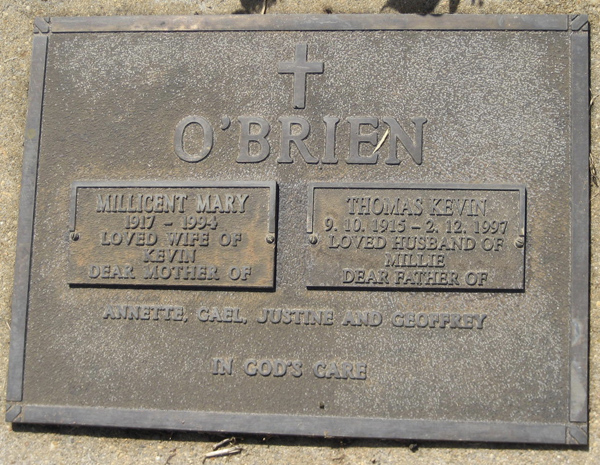 O'BRIEN
MILLICENT MARY
1917 - 1994
LOVED WIFE OF
KEVIN
DEAR MOTHER OF
THOMAS KEVIN
9. 10. 1915 - 2. 12. 1997
LOVED HUSBAND OF
MILLIE
DEAR FATHER OF
ANNETTE, GAEL, JUSTINE AND GEOFFREY
IN GOD'S CARE